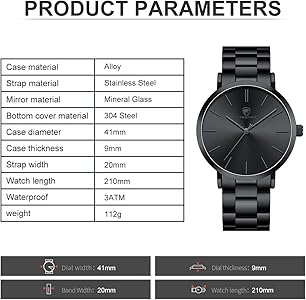 PRODUCT PARAMETERS
Case material Alloy
Strap material Stainless Steel
Mirror material Mineral Glass
Bottom cover material 304 Steel
Case diameter 41mm
Case thickness 9mm
Strap width 20mm
Watch length 210mm
Waterproof 3ATM
weight 112g
Dial width: 41mm
Dial thickness: 9mm
Band Width: 20mm
Watch length: 210mm